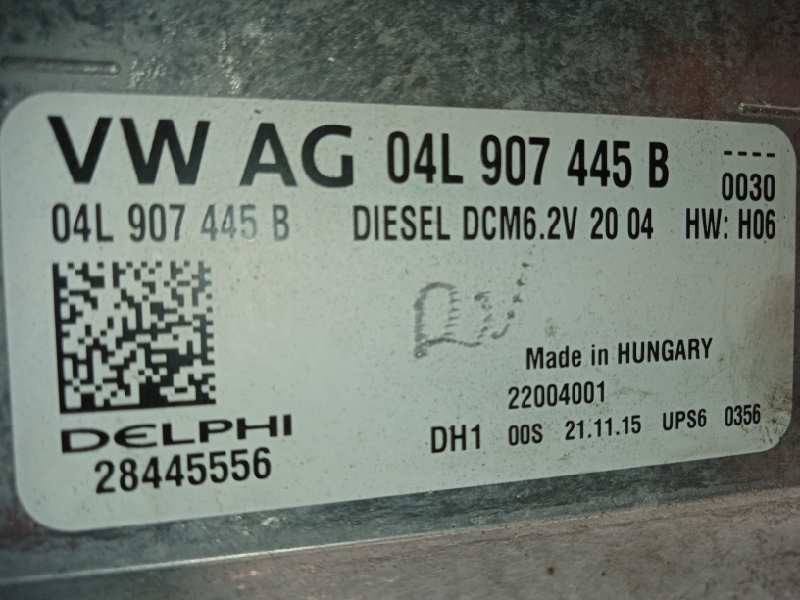 VW AG 04L 907 445 B ----
0030
04L 907 445 B DIESEL DCM6.2V 20 04 HW: H06
Made in HUNGARY
22004001
DELPHI
28445556
DH1 00S 21.11.15 UPS6 0356